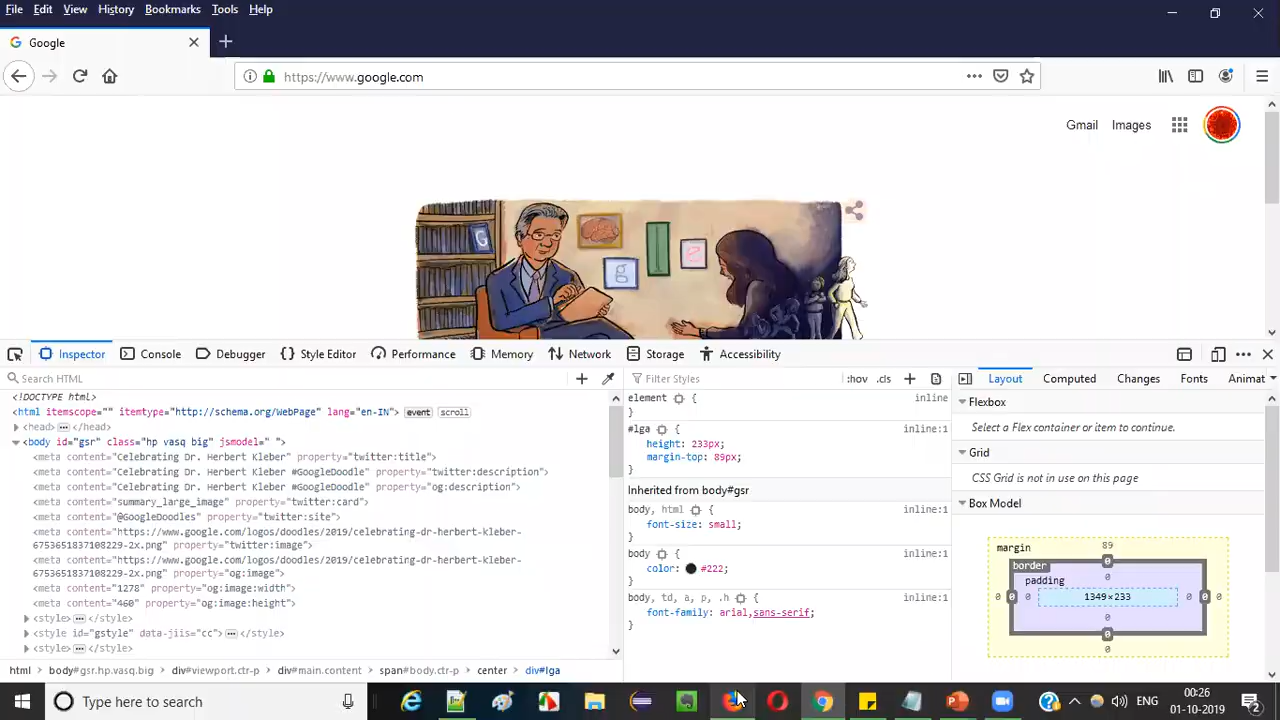 File Edit View History Bookmarks Tools Help
Google
https://www.google.com
Gmail Images
G
g
e
Inspector Console Debugger Style Editor Performance Memory Network Storage Accessibility
Search HTML
Filter Styles :hov .cls
Layout Computed Changes Fonts Animat
<!DOCTYPE html>
<html itemscope="" itemtype="http://schema.org/WebPage" lang="en-IN"> event scroll
<head> ••• </head>
<body id="gsr" class="hp vasq big" jsmodel=" ">
<meta content="Celebrating Dr. Herbert Kleber" property="twitter:title">
<meta content="Celebrating Dr. Herbert Kleber #GoogleDoodle" property="twitter:description">
<meta content="Celebrating Dr. Herbert Kleber #GoogleDoodle" property="og:description">
<meta content="summary_large_image" property="twitter:card">
<meta content="@GoogleDoodles" property="twitter:site">
<meta content="https://www.google.com/logos/doodles/2019/celebrating-dr-herbert-kleber-
6753651837108229-2x.png" property="twitter:image">
<meta content="https://www.google.com/logos/doodles/2019/celebrating-dr-herbert-kleber-
6753651837108229-2x.png" property="og:image">
<meta content="1278" property="og:image:width">
<meta content="460" property="og:image:height">
<style> ••• </style>
<style id="gstyle" data-jiis="cc"> ••• </style>
<style> ••• </style>
html body#gsr.hp.vasq.big div#viewport.ctr-p div#main.content span#body.ctr-p center div#lga
element { inline
}
#lga { inline:1
height: 233px;
margin-top: 89px;
}
Inherited from body#gsr
body, html { inline:1
font-size: small;
}
body { inline:1
color: #222;
}
body, td, a, p, .h { inline:1
font-family: arial,sans-serif;
}
Flexbox
Select a Flex container or item to continue.
Grid
CSS Grid is not in use on this page
Box Model
margin 89
border 0
padding 0
0 0 0 1349×233 0 0 0
0
0
0
Type here to search
ENG
00:26
01-10-2019
2